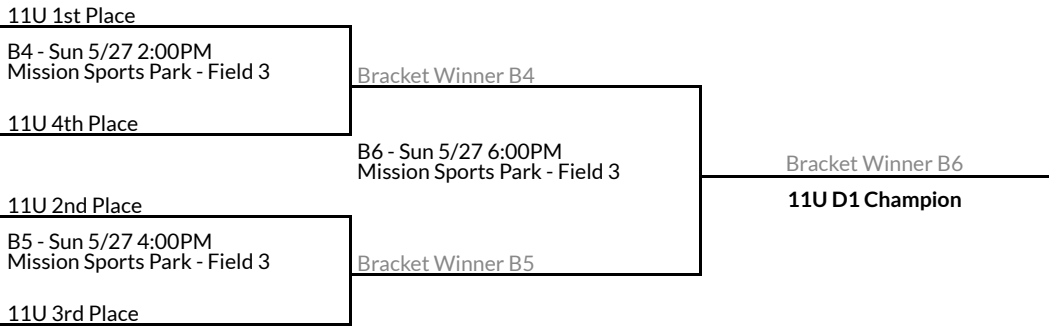 11U 1st Place
B4 - Sun 5/27 2:00PM
Mission Sports Park - Field 3
11U 4th Place
Bracket Winner B4
B6 - Sun 5/27 6:00PM
Mission Sports Park - Field 3
11U 2nd Place
B5 - Sun 5/27 4:00PM
Mission Sports Park - Field 3
11U 3rd Place
Bracket Winner B5
Bracket Winner B6
11U D1 Champion